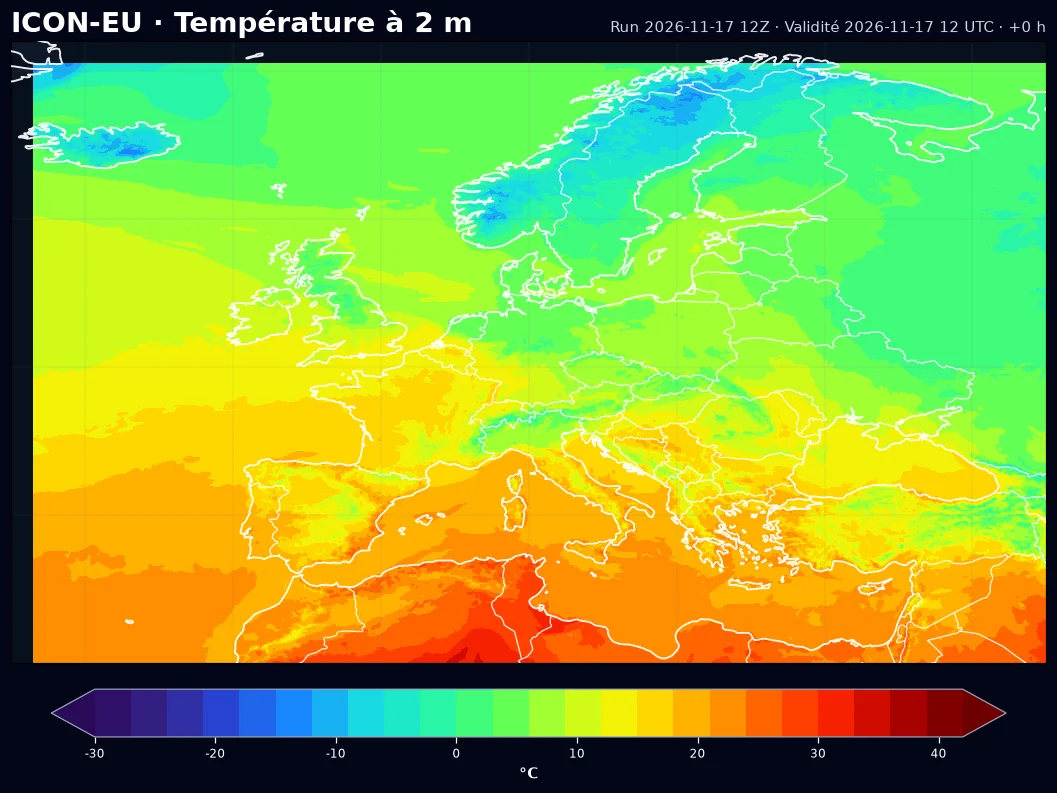 ICON-EU · Température à 2 m
Run 2026-11-17 12Z · Validité 2026-11-17 12 UTC · +0 h
-30 -20 -10 0 10 20 30 40
°C